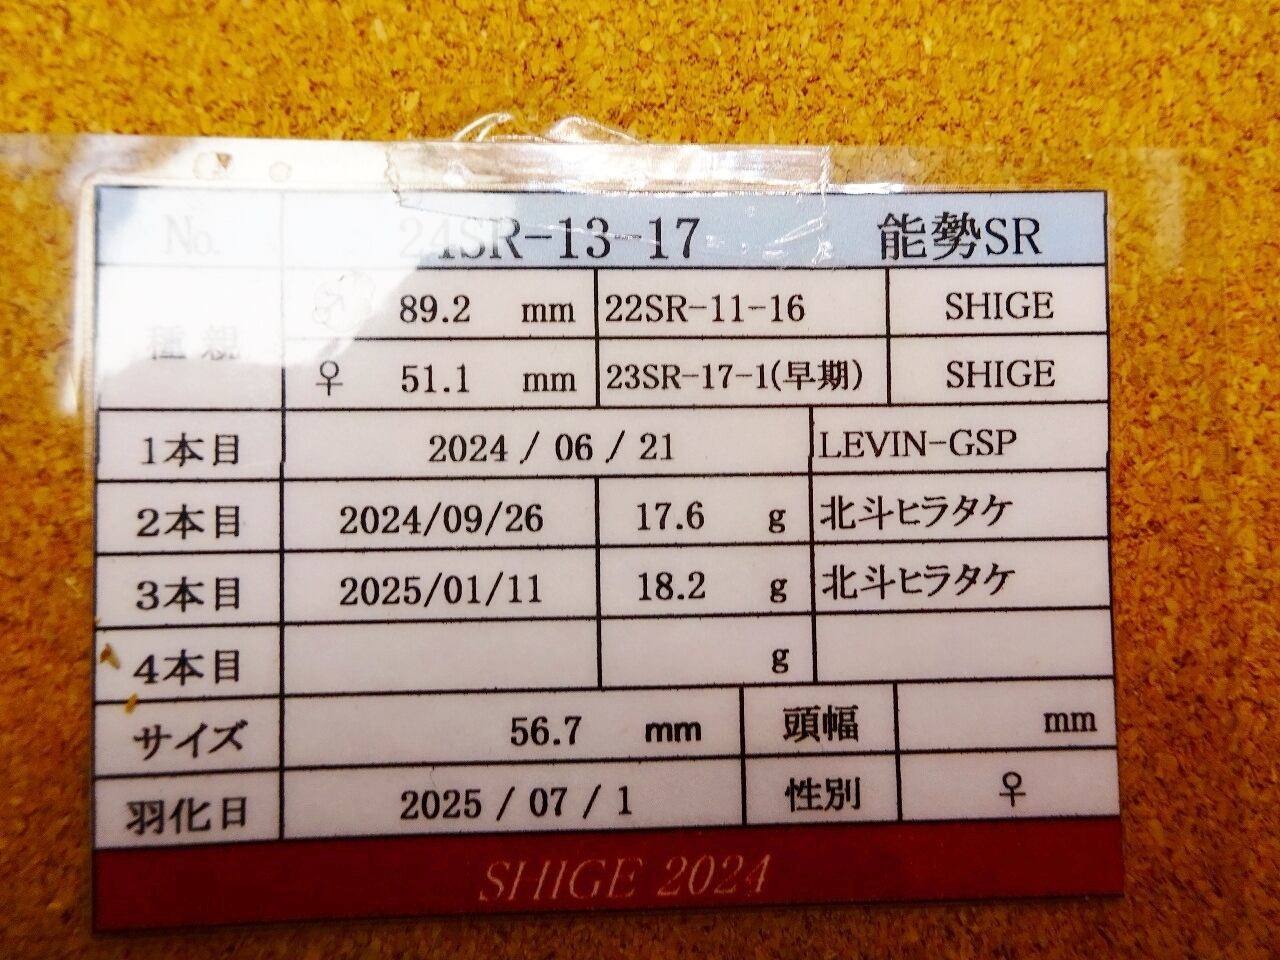 No. 24SR-13-17 能勢SR
種親 ♂ 89.2 mm 22SR-11-16 SHIGE
♀ 51.1 mm 23SR-17-1(早期) SHIGE
1本目 2024 / 06 / 21 LEVIN-GSP
2本目 2024/09/26 17.6 g 北斗ヒラタケ
3本目 2025/01/11 18.2 g 北斗ヒラタケ
4本目 g
サイズ 56.7 mm 頭幅 mm
羽化日 2025 / 07 / 1 性別 ♀
SHIGE 2024